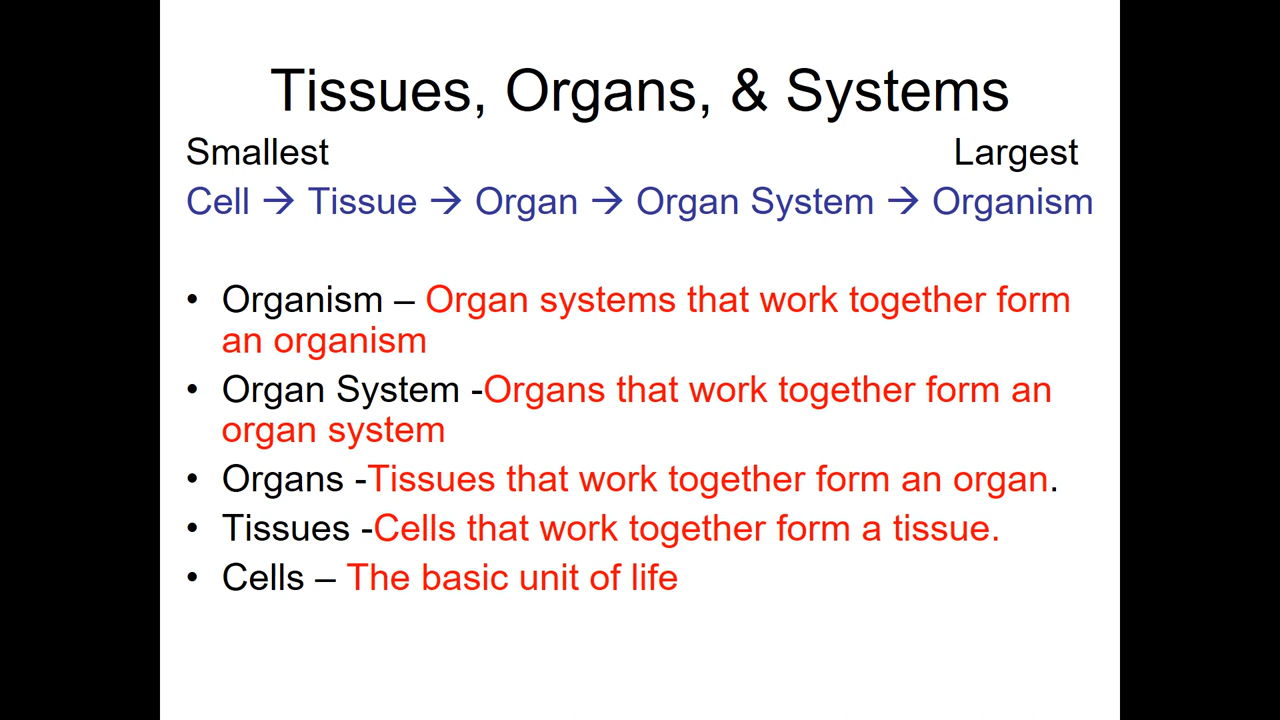 Tissues, Organs, & Systems
Smallest Largest
Cell → Tissue → Organ → Organ System → Organism
• Organism – Organ systems that work together form
an organism
• Organ System -Organs that work together form an
organ system
• Organs -Tissues that work together form an organ.
• Tissues -Cells that work together form a tissue.
• Cells – The basic unit of life